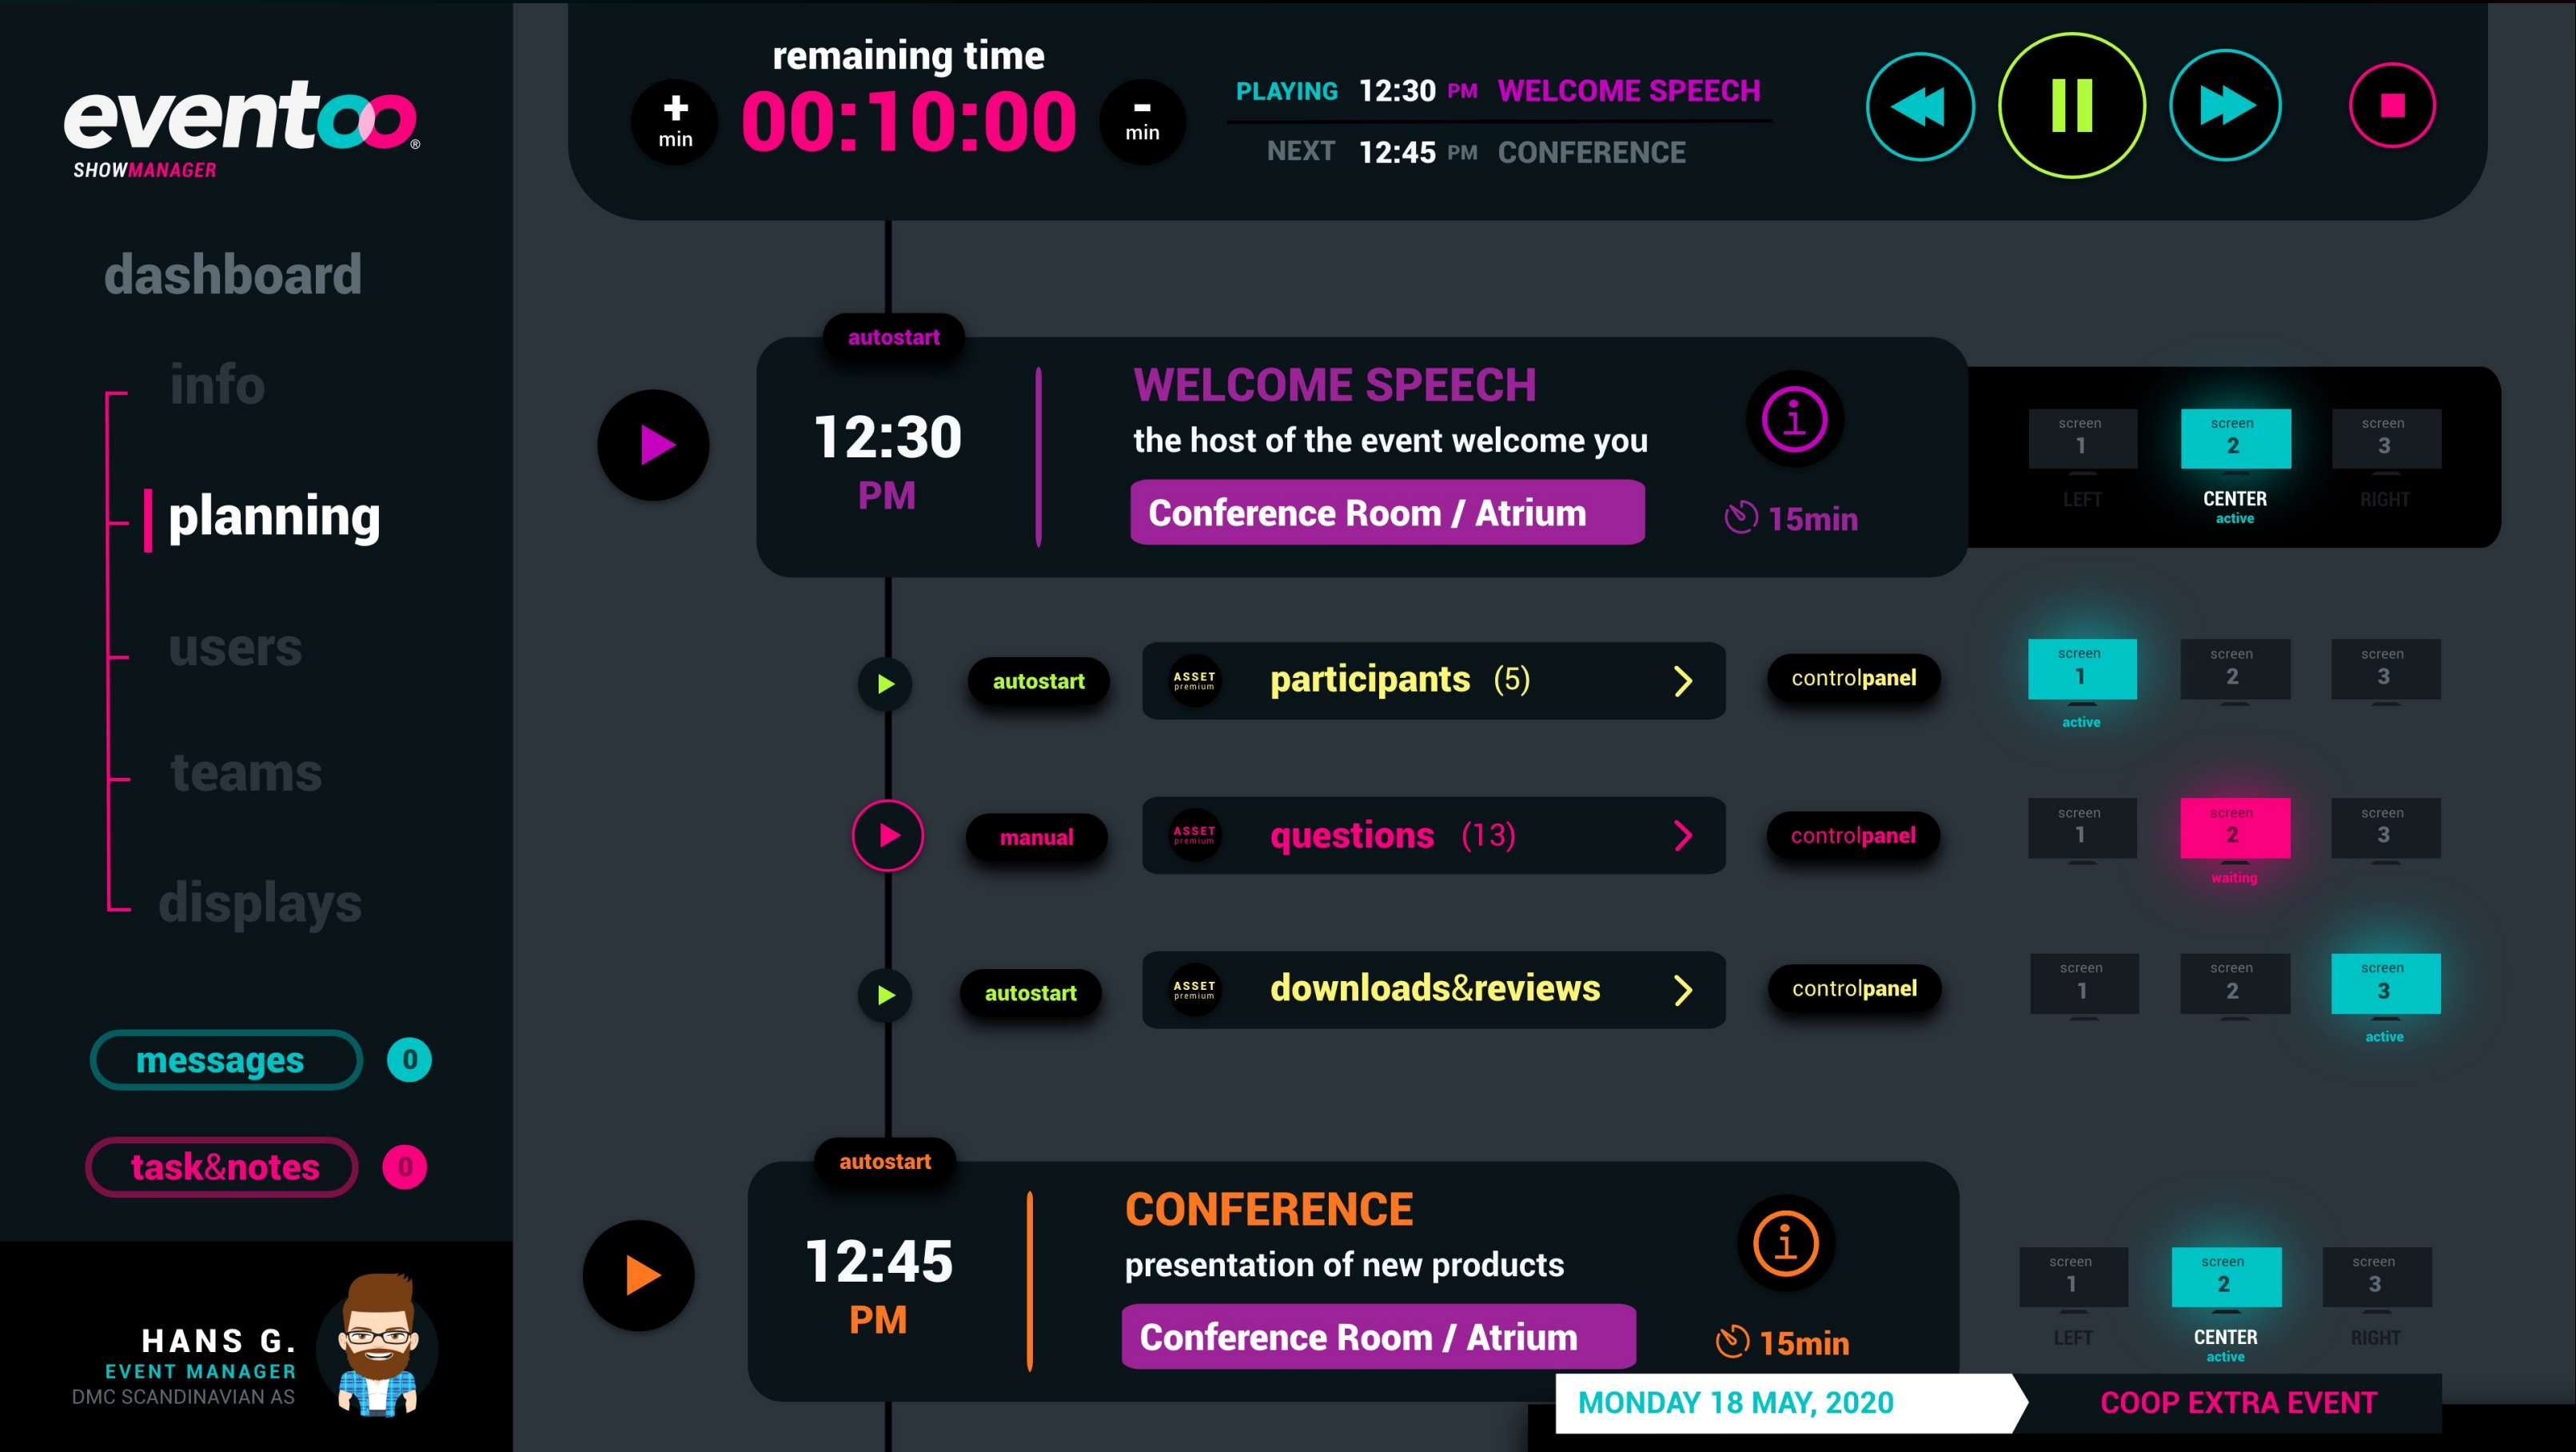 eventoo®
SHOWMANAGER
dashboard
info
planning
users
teams
displays
messages 0
task&notes 0
HANS G.
EVENT MANAGER
DMC SCANDINAVIAN AS
remaining time
+ min
00:10:00
- min
PLAYING 12:30 PM WELCOME SPEECH
NEXT 12:45 PM CONFERENCE
autostart
12:30
PM
WELCOME SPEECH
the host of the event welcome you
Conference Room / Atrium
i
15min
screen 1
LEFT
screen 2
CENTER
active
screen 3
RIGHT
autostart
ASSET premium
participants (5)
controlpanel
screen 1
active
screen 2
screen 3
manual
ASSET premium
questions (13)
controlpanel
screen 1
screen 2
waiting
screen 3
autostart
ASSET premium
downloads&reviews
controlpanel
screen 1
screen 2
screen 3
active
autostart
12:45
PM
CONFERENCE
presentation of new products
Conference Room / Atrium
i
15min
screen 1
LEFT
screen 2
CENTER
active
screen 3
RIGHT
MONDAY 18 MAY, 2020
COOP EXTRA EVENT